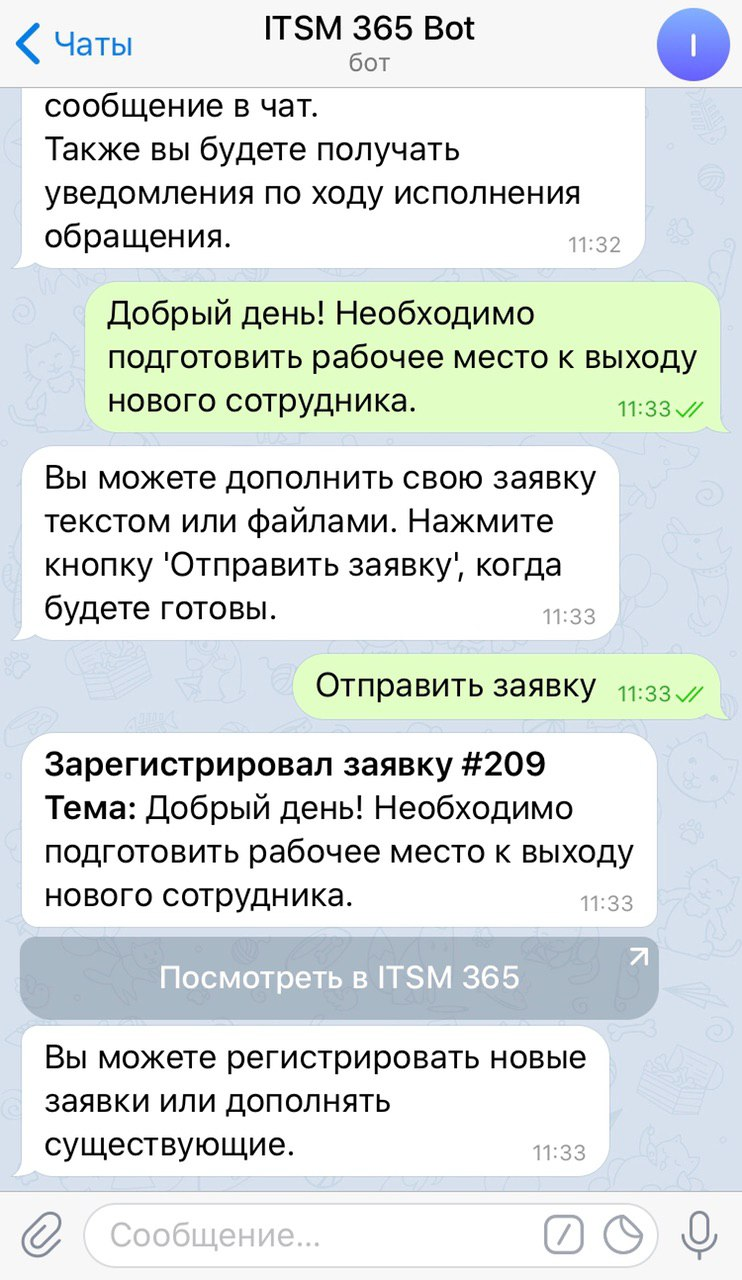 Чаты
ITSM 365 Bot
бот
I
сообщение в чат.
Также вы будете получать
уведомления по ходу исполнения
обращения.
11:32
Добрый день! Необходимо
подготовить рабочее место к выходу
нового сотрудника.
11:33
Вы можете дополнить свою заявку
текстом или файлами. Нажмите
кнопку 'Отправить заявку', когда
будете готовы.
11:33
Отправить заявку
11:33
Зарегистрировал заявку #209
Тема: Добрый день! Необходимо
подготовить рабочее место к выходу
нового сотрудника.
11:33
Посмотреть в ITSM 365
Вы можете регистрировать новые
заявки или дополнять
существующие.
11:33
Сообщение...